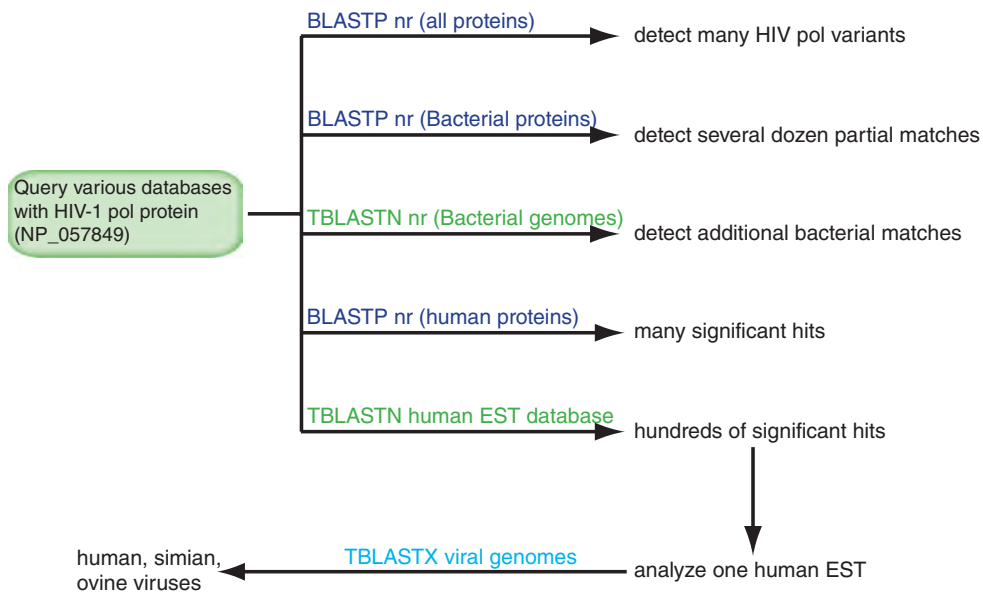 BLASTP nr (all proteins)
detect many HIV pol variants
BLASTP nr (Bacterial proteins)
detect several dozen partial matches
Query various databases
with HIV-1 pol protein
(NP_057849)
TBLASTN nr (Bacterial genomes)
detect additional bacterial matches
BLASTP nr (human proteins)
many significant hits
TBLASTN human EST database
hundreds of significant hits
human, simian,
ovine viruses
TBLASTX viral genomes
analyze one human EST